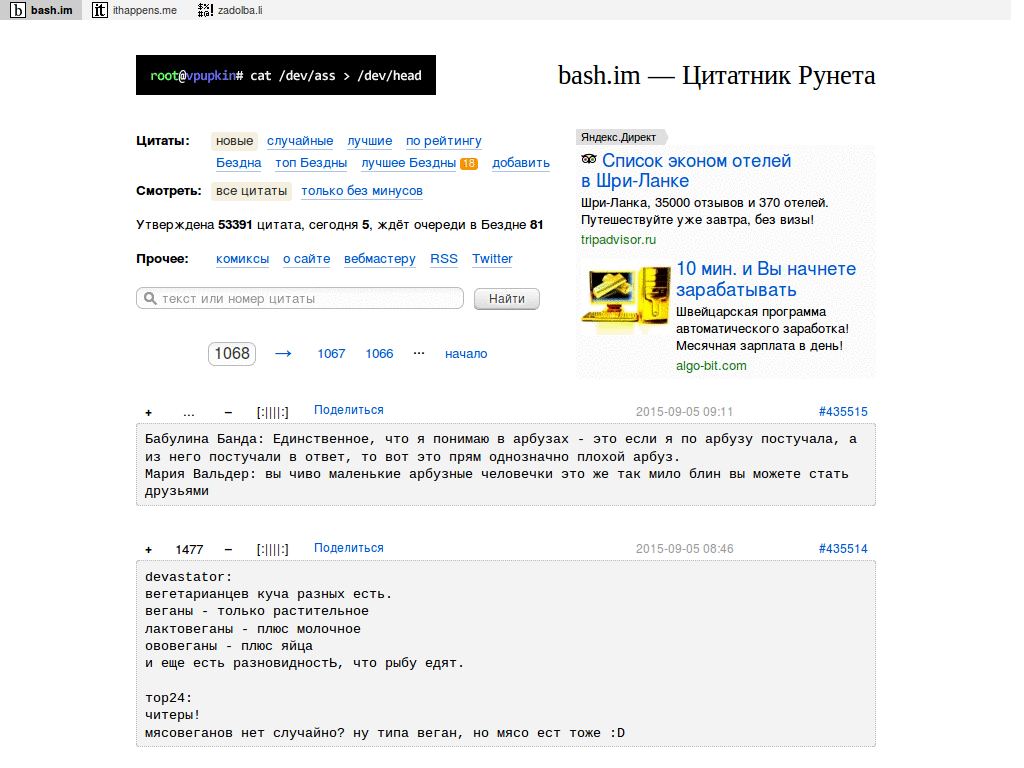 bash.im ithappens.me zadolba.li
root@vpupkin# cat /dev/ass > /dev/head
bash.im — Цитатник Рунета
Цитаты: новые случайные лучшие по рейтингу
Бездна топ Бездны лучшее Бездны 18 добавить
Смотреть: все цитаты только без минусов
Утверждена 53391 цитата, сегодня 5, ждёт очереди в Бездне 81
Прочее: комиксы о сайте вебмастеру RSS Twitter
текст или номер цитаты Найти
1068 → 1067 1066 ... начало
Яндекс.Директ
Список эконом отелей
в Шри-Ланке
Шри-Ланка, 35000 отзывов и 370 отелей.
Путешествуйте уже завтра, без визы!
tripadvisor.ru
10 мин. и Вы начнете
зарабатывать
Швейцарская программа
автоматического заработка!
Месячная зарплата в день!
algo-bit.com
+ ... – [:||||:] Поделиться 2015-09-05 09:11 #435515
Бабулина Банда: Единственное, что я понимаю в арбузах - это если я по арбузу постучала, а
из него постучали в ответ, то вот это прям однозначно плохой арбуз.
Мария Вальдер: вы чиво маленькие арбузные человечки это же так мило блин вы можете стать
друзьями
+ 1477 – [:||||:] Поделиться 2015-09-05 08:46 #435514
devastator:
вегетарианцев куча разных есть.
веганы - только растительное
лактовеганы - плюс молочное
ововеганы - плюс яйца
и еще есть разновидностЬ, что рыбу едят.
тор24:
читеры!
мясовеганов нет случайно? ну типа веган, но мясо ест тоже :D